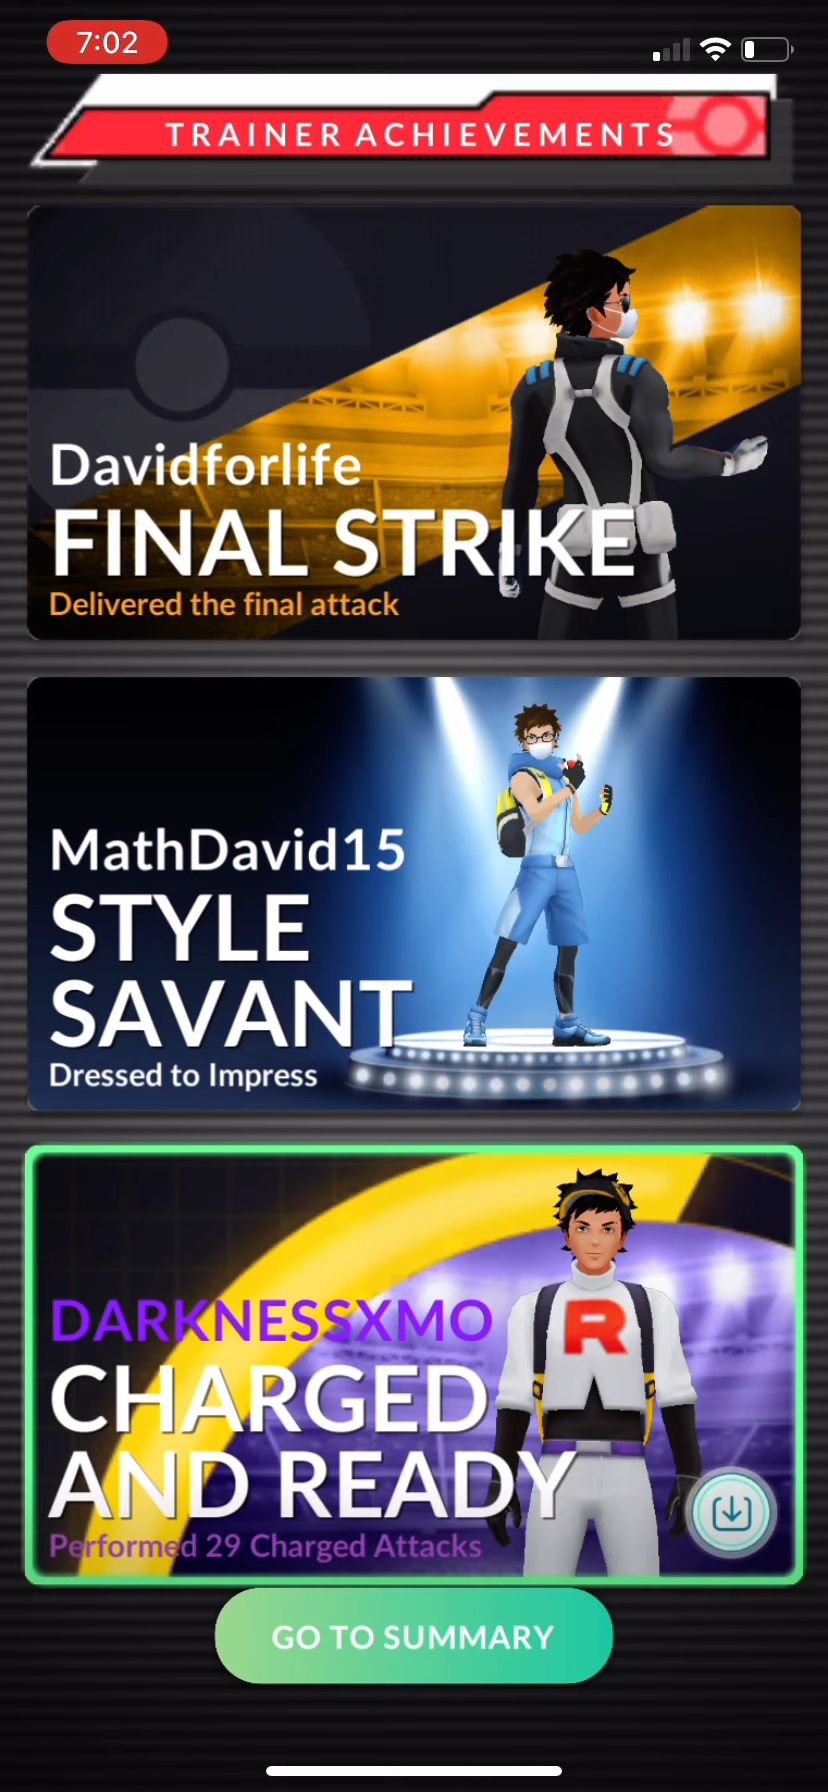 7:02
TRAINER ACHIEVEMENTS
Davidforlife
FINAL STRIKE
Delivered the final attack
MathDavid15
STYLE
SAVANT
Dressed to Impress
R
DARKNESSXMO
CHARGED
AND READY
Performed 29 Charged Attacks
GO TO SUMMARY